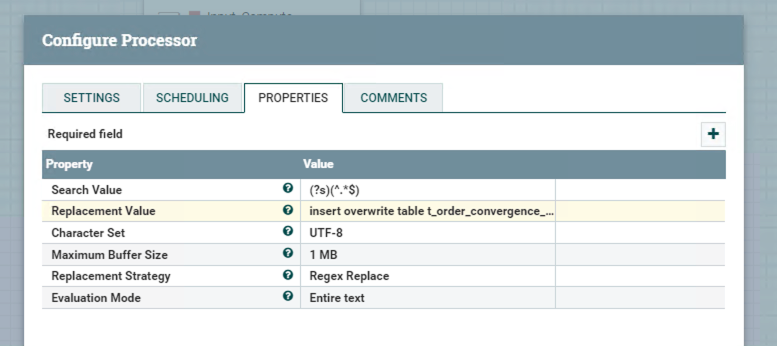 Configure Processor
SETTINGS SCHEDULING PROPERTIES COMMENTS
Required field
Property Value
Search Value (?s)(^.*$)
Replacement Value insert overwrite table t_order_convergence_...
Character Set UTF-8
Maximum Buffer Size 1 MB
Replacement Strategy Regex Replace
Evaluation Mode Entire text